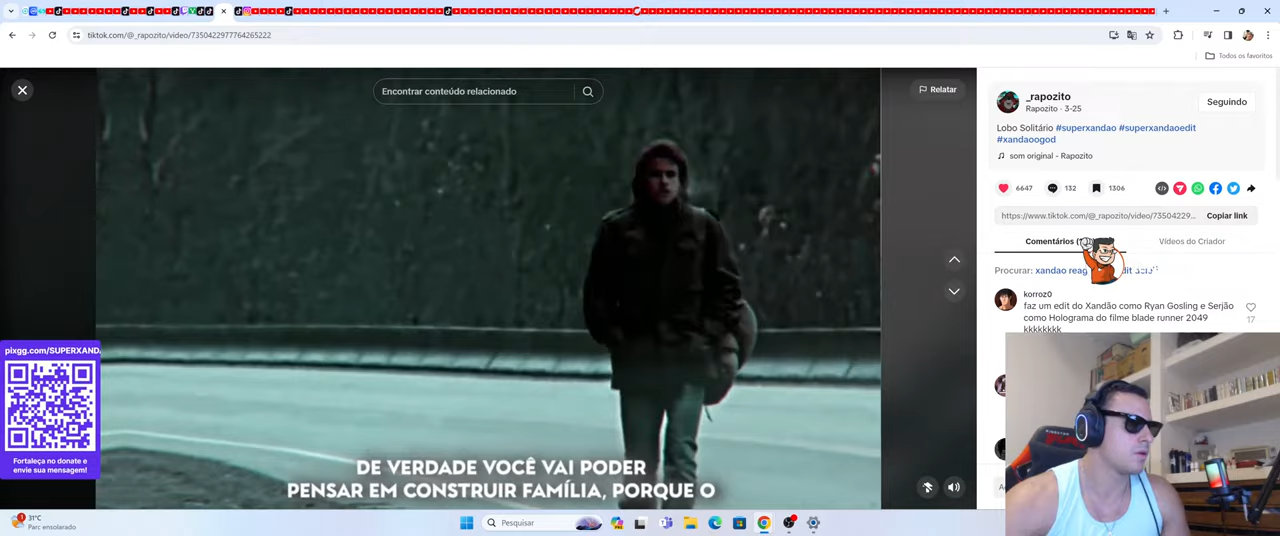 tiktok.com/@_rapozito/video/7350422977764265222
Todos os favoritos
Encontrar conteúdo relacionado
Relatar
_rapozito
Rapozito · 3-25
Seguindo
Lobo Solitário #superxandao #superxandaoedit
#xandaoogod
som original - Rapozito
6647
132
1306
https://www.tiktok.com/@_rapozito/video/73504229...
Copiar link
Comentários
Vídeos do Criador
Procurar: xandao reag
korroz0
faz um edit do Xandão como Ryan Gosling e Serjão
como Holograma do filme blade runner 2049
kkkkkkkk
17
pixgg.com/SUPERXANDA
Fortaleça no donate e
envie sua mensagem!
DE VERDADE VOCÊ VAI PODER
PENSAR EM CONSTRUIR FAMÍLIA, PORQUE O
31°C
Parc ensolarado
Pesquisar